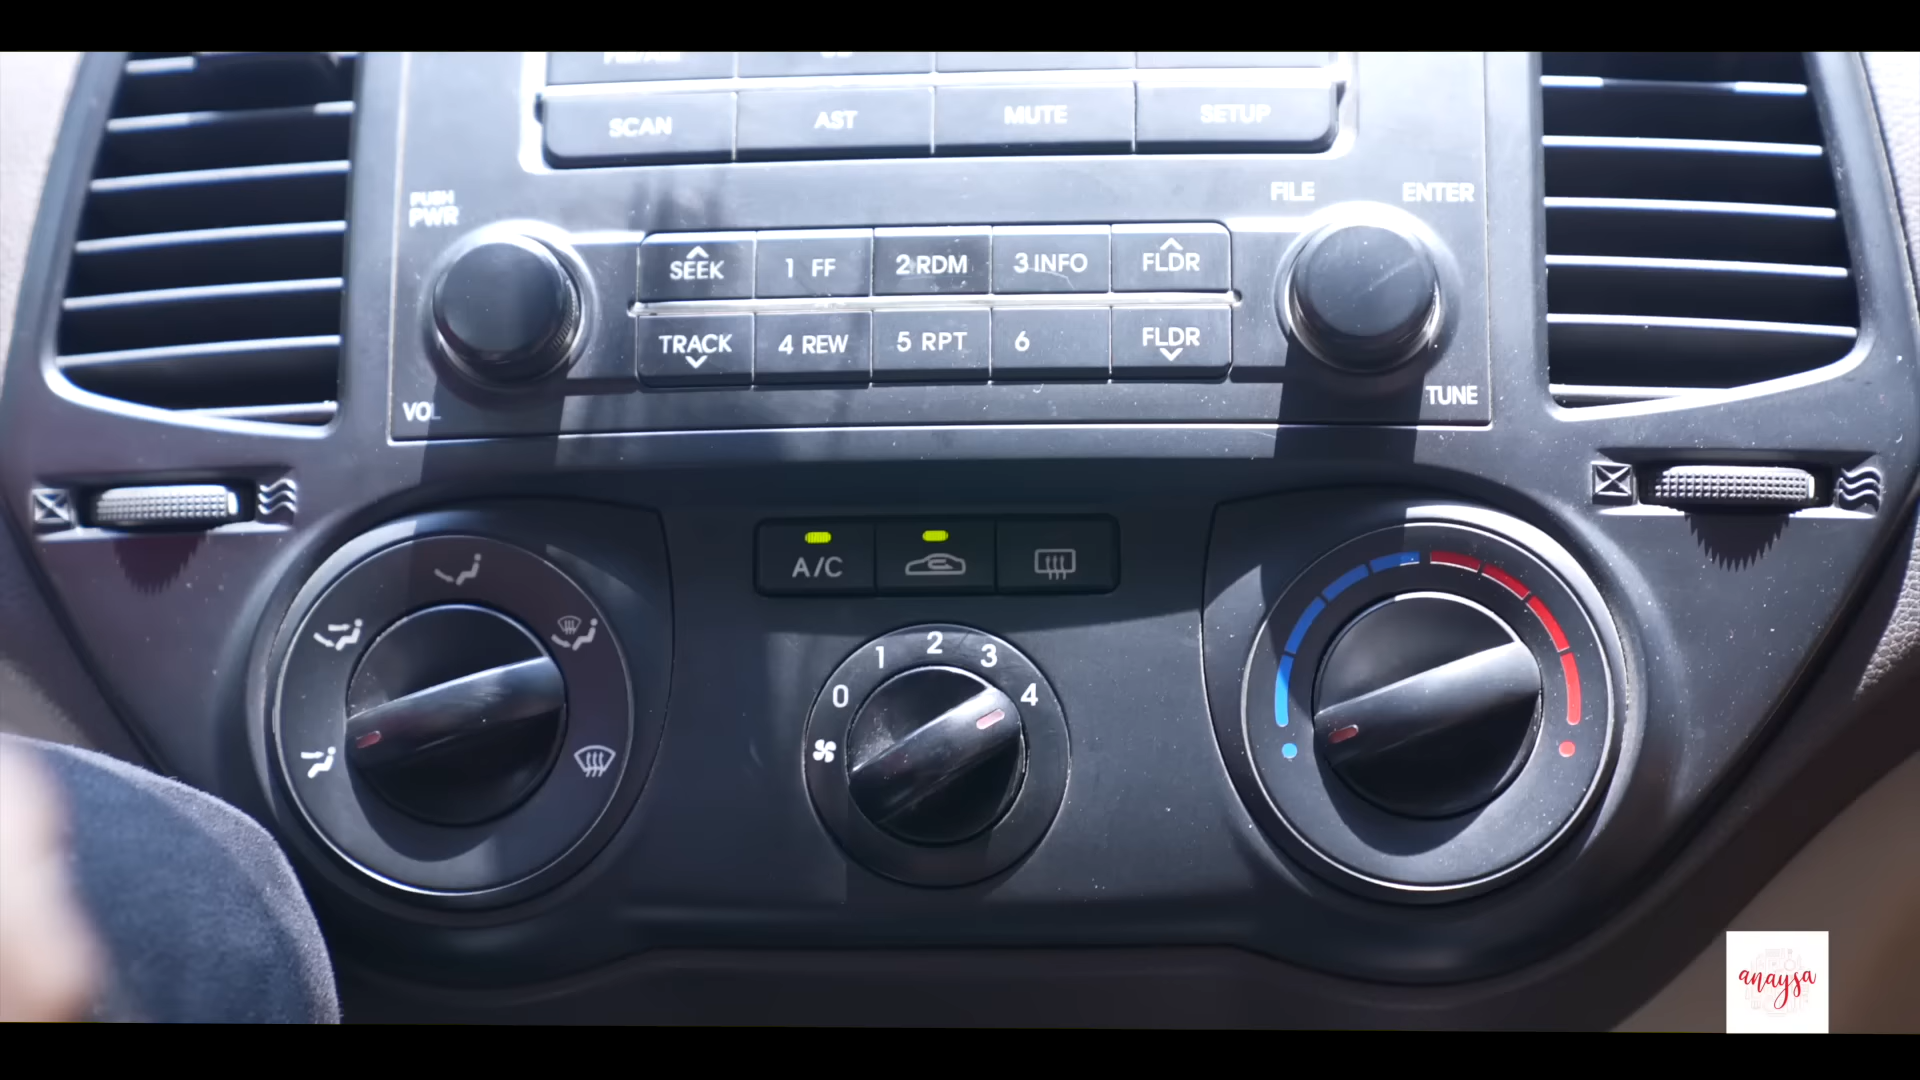 SCAN AST MUTE SETUP
PUSH
PWR
FILE ENTER
SEEK 1 FF 2 RDM 3 INFO FLDR
TRACK 4 REW 5 RPT 6 FLDR
VOL TUNE
A/C
0 1 2 3 4
anaysa